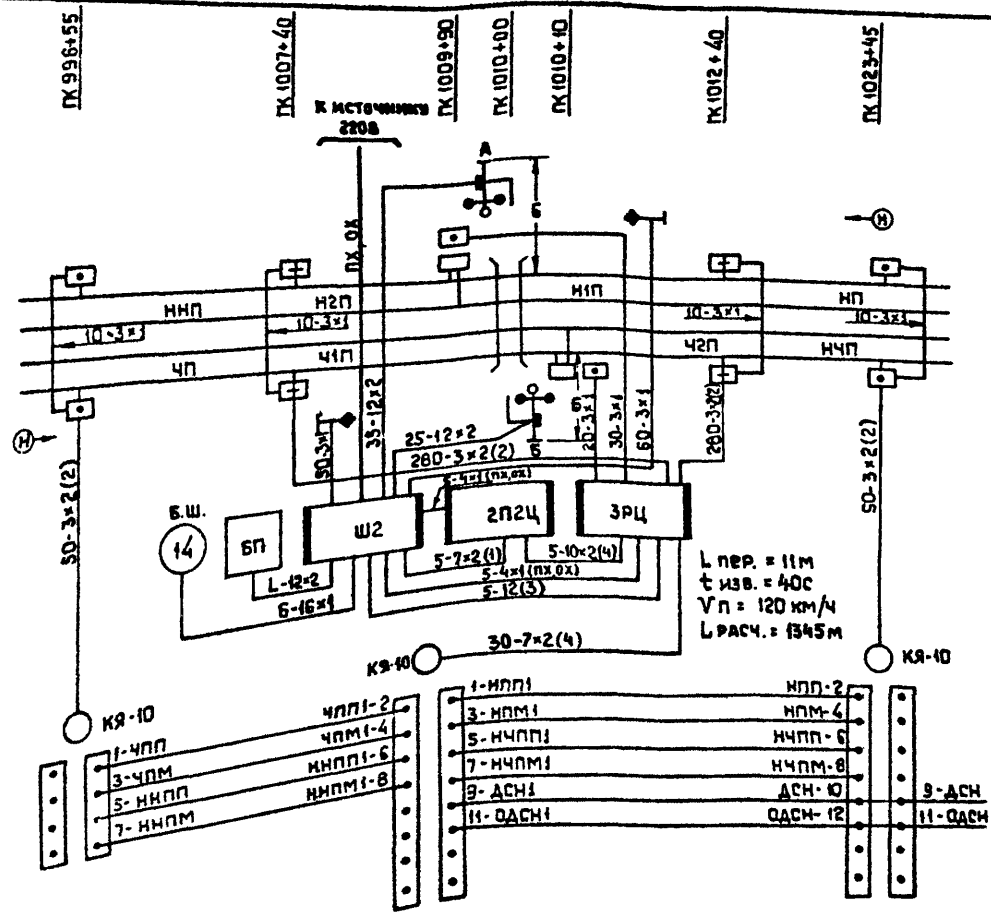 ПК 996+55
ПК 1007+40
ПК 1009+90
ПК 1010+00
ПК 1010+10
ПК 1012+40
ПК 1023+45
К ИСТОЧНИКУ
220В
А
Б
ПХ, ОХ
Н
ННП
Н2П
Н1П
НП
10-3×1
10-3×1
10-3×1
10-3×1
ЧП
Ч1П
Ч2П
НЧП
Н
35-12×2
50-3×1
25-12×2
280-3×2(2)
5-4×1(ПХ,ОХ)
Б
Б
20-3×1
30-3×1
60-3×1
280-3×2(2)
50-3×2(2)
50-3×2(2)
Б.Ш.
14
БП
Ш2
2П2Ц
3РЦ
5-7×2(1)
5-10×2(4)
5-4×1(ПХ,ОХ)
5-12(3)
L-12×2
Б-16×1
L ПЕР. = 11М
t ИЗВ. = 40С
VП = 120 КМ/Ч
L РАСЧ. = 1345М
30-7×2(4)
КЯ-10
КЯ-10
КЯ-10
1-ЧПП
ЧПП1-2
3-ЧПМ
ЧПМ1-4
5-ННПП
ННПП1-6
7-ННПМ
ННПМ1-8
1-НПП1
НПП-2
3-НПМ1
НПМ-4
5-НЧПП1
НЧПП-6
7-НЧПМ1
НЧПМ-8
9-ДСН1
ДСН-10
9-ДСН
11-ОДСН1
ОДСН-12
11-ОДСН